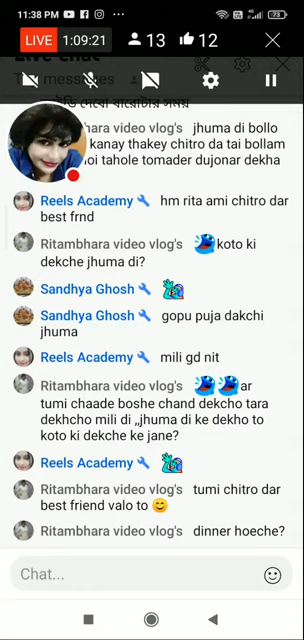 11:38 PM
73
LIVE 1:09:21 13 12
messages
দেবো বারোটার সময়
hara video vlog's jhuma di bollo
kanay thakey chitro da tai bollam
oi tahole tomader dujonar dekha
Reels Academy hm rita ami chitro dar
best frnd
Ritambhara video vlog's koto ki
dekche jhuma di?
Sandhya Ghosh
Sandhya Ghosh gopu puja dakchi
jhuma
Reels Academy mili gd nit
Ritambhara video vlog's ar
tumi chaade boshe chand dekcho tara
dekhcho mili di ,,jhuma di ke dekho to
koto ki dekche ke jane?
Reels Academy
Ritambhara video vlog's tumi chitro dar
best friend valo to 😊
Ritambhara video vlog's dinner hoeche?
Chat...